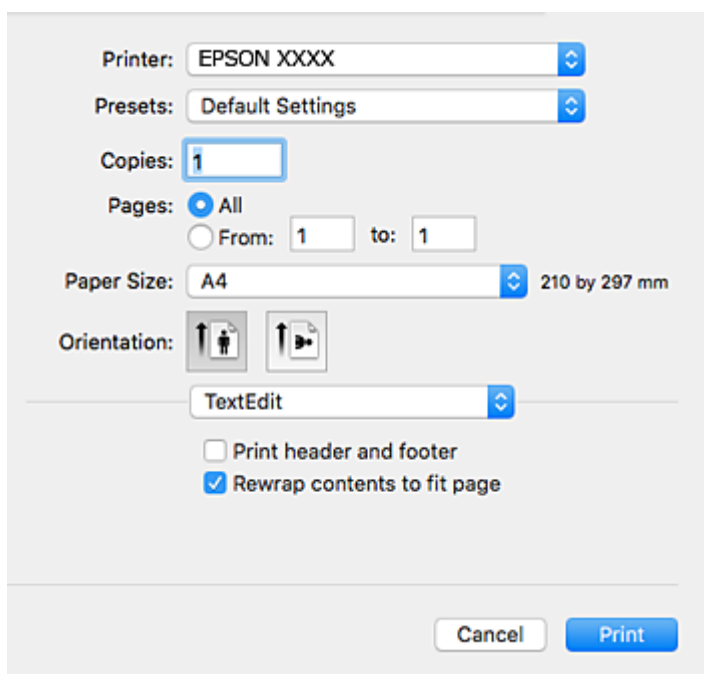 Printer: EPSON XXXX
Presets: Default Settings
Copies: 1
Pages: All
From: 1 to: 1
Paper Size: A4 210 by 297 mm
Orientation:
TextEdit
Print header and footer
Rewrap contents to fit page
Cancel Print